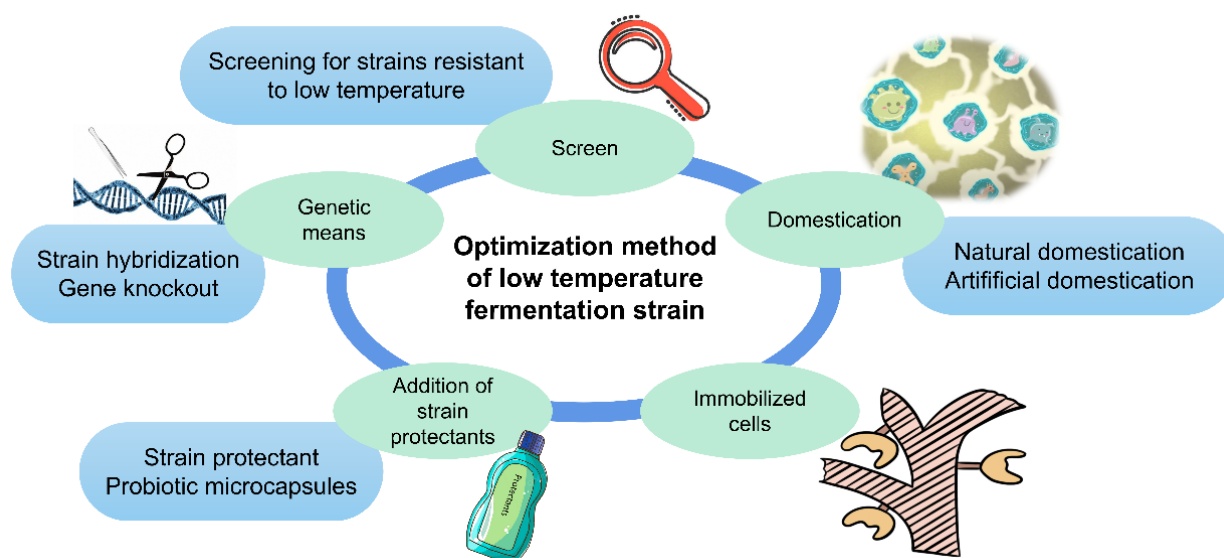 Screening for strains resistant
to low temperature
Screen
Genetic
means
Domestication
Strain hybridization
Gene knockout
Optimization method
of low temperature
fermentation strain
Natural domestication
Artifificial domestication
Addition of
strain
protectants
Immobilized
cells
Strain protectant
Probiotic microcapsules